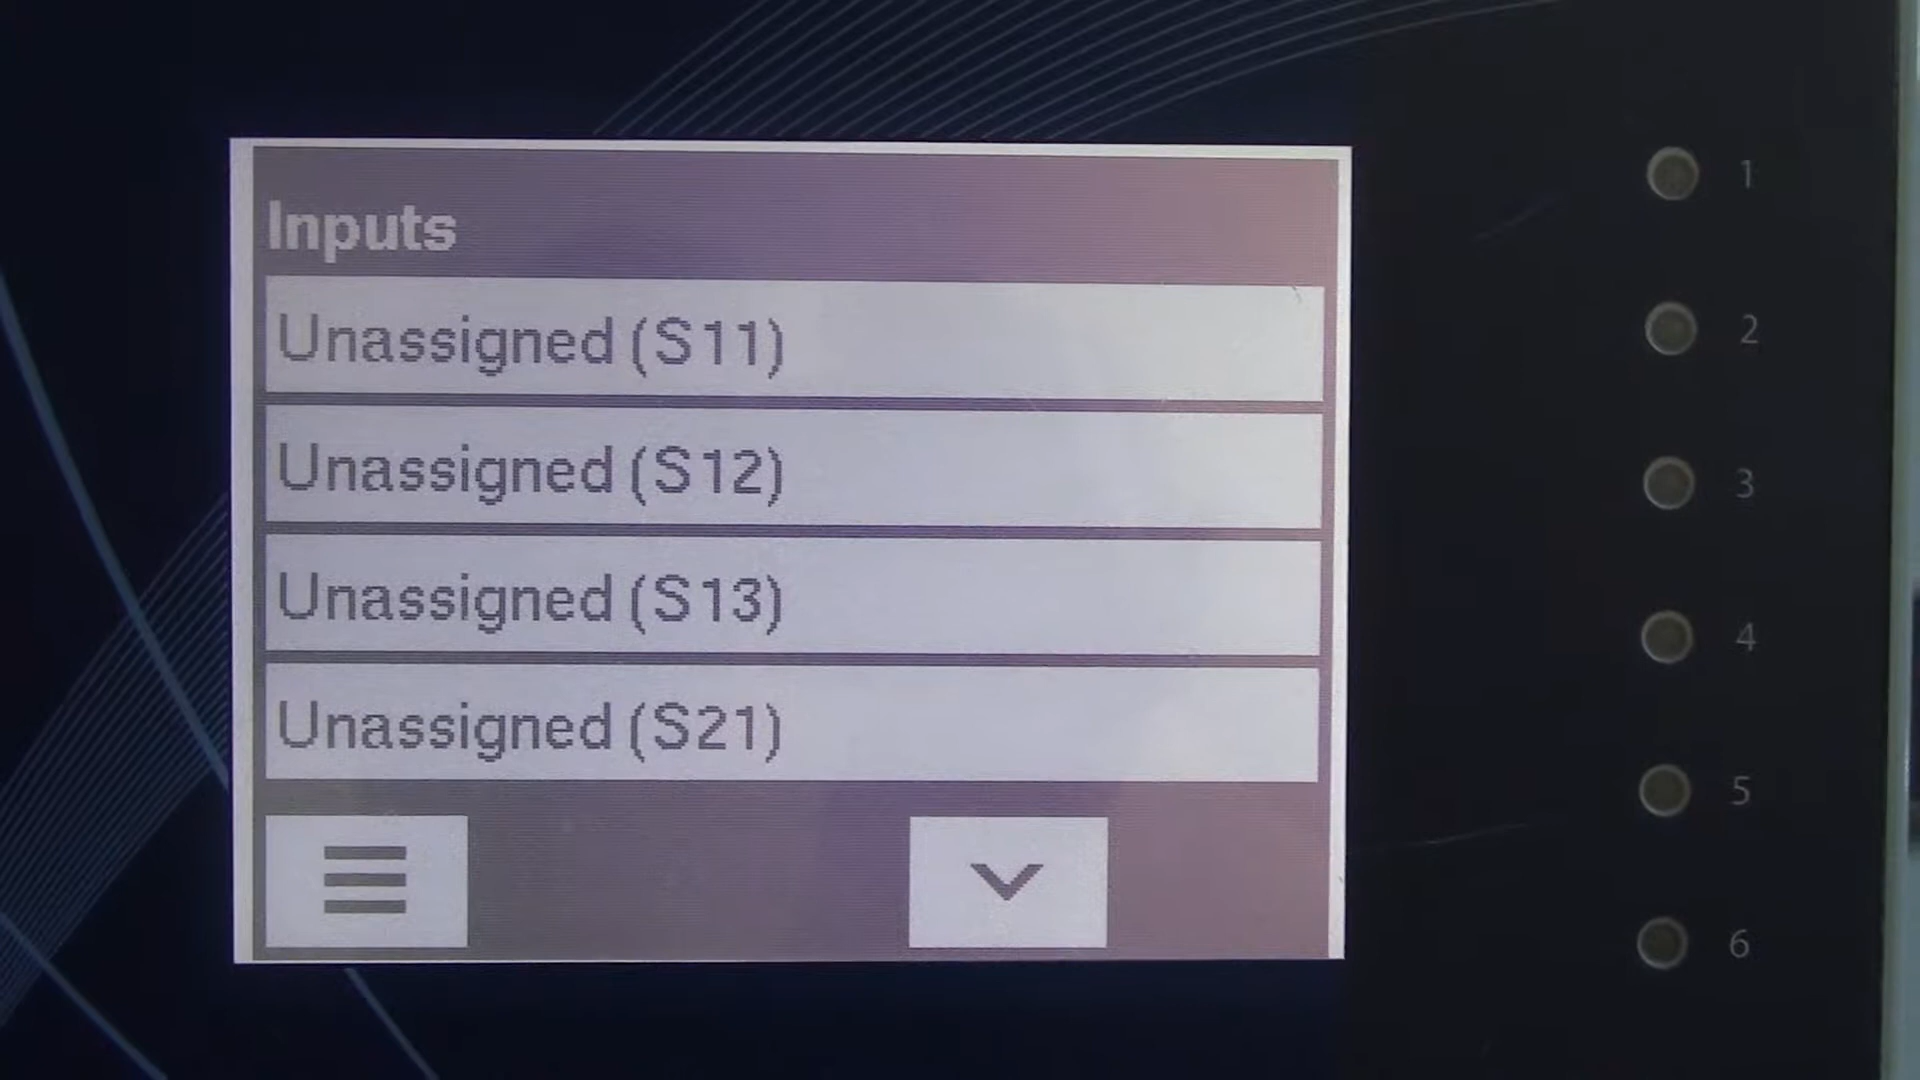 Inputs
Unassigned (S11)
Unassigned (S12)
Unassigned (S13)
Unassigned (S21)
1
2
3
4
5
6